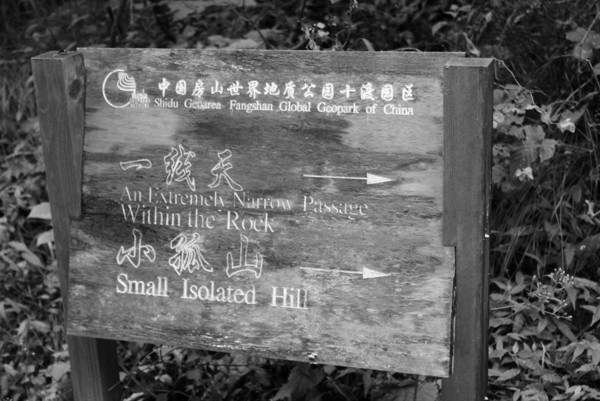 中国房山世界地质公园十渡园区
Shidu Geoarea Fangshan Global Geopark of China
一线天
An Extremely Narrow Passage
Within the Rock
小孤山
Small Isolated Hill